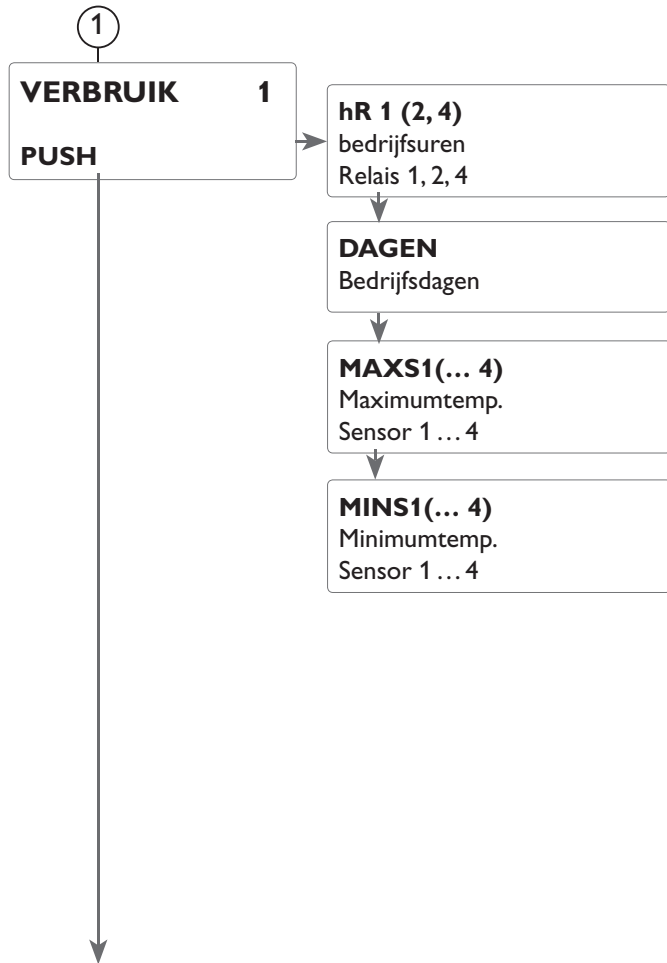 1
VERBRUIK 1
PUSH
hR 1 (2, 4)
bedrijfsuren
Relais 1, 2, 4
DAGEN
Bedrijfsdagen
MAXS1(… 4)
Maximumtemp.
Sensor 1 … 4
MINS1(… 4)
Minimumtemp.
Sensor 1 … 4